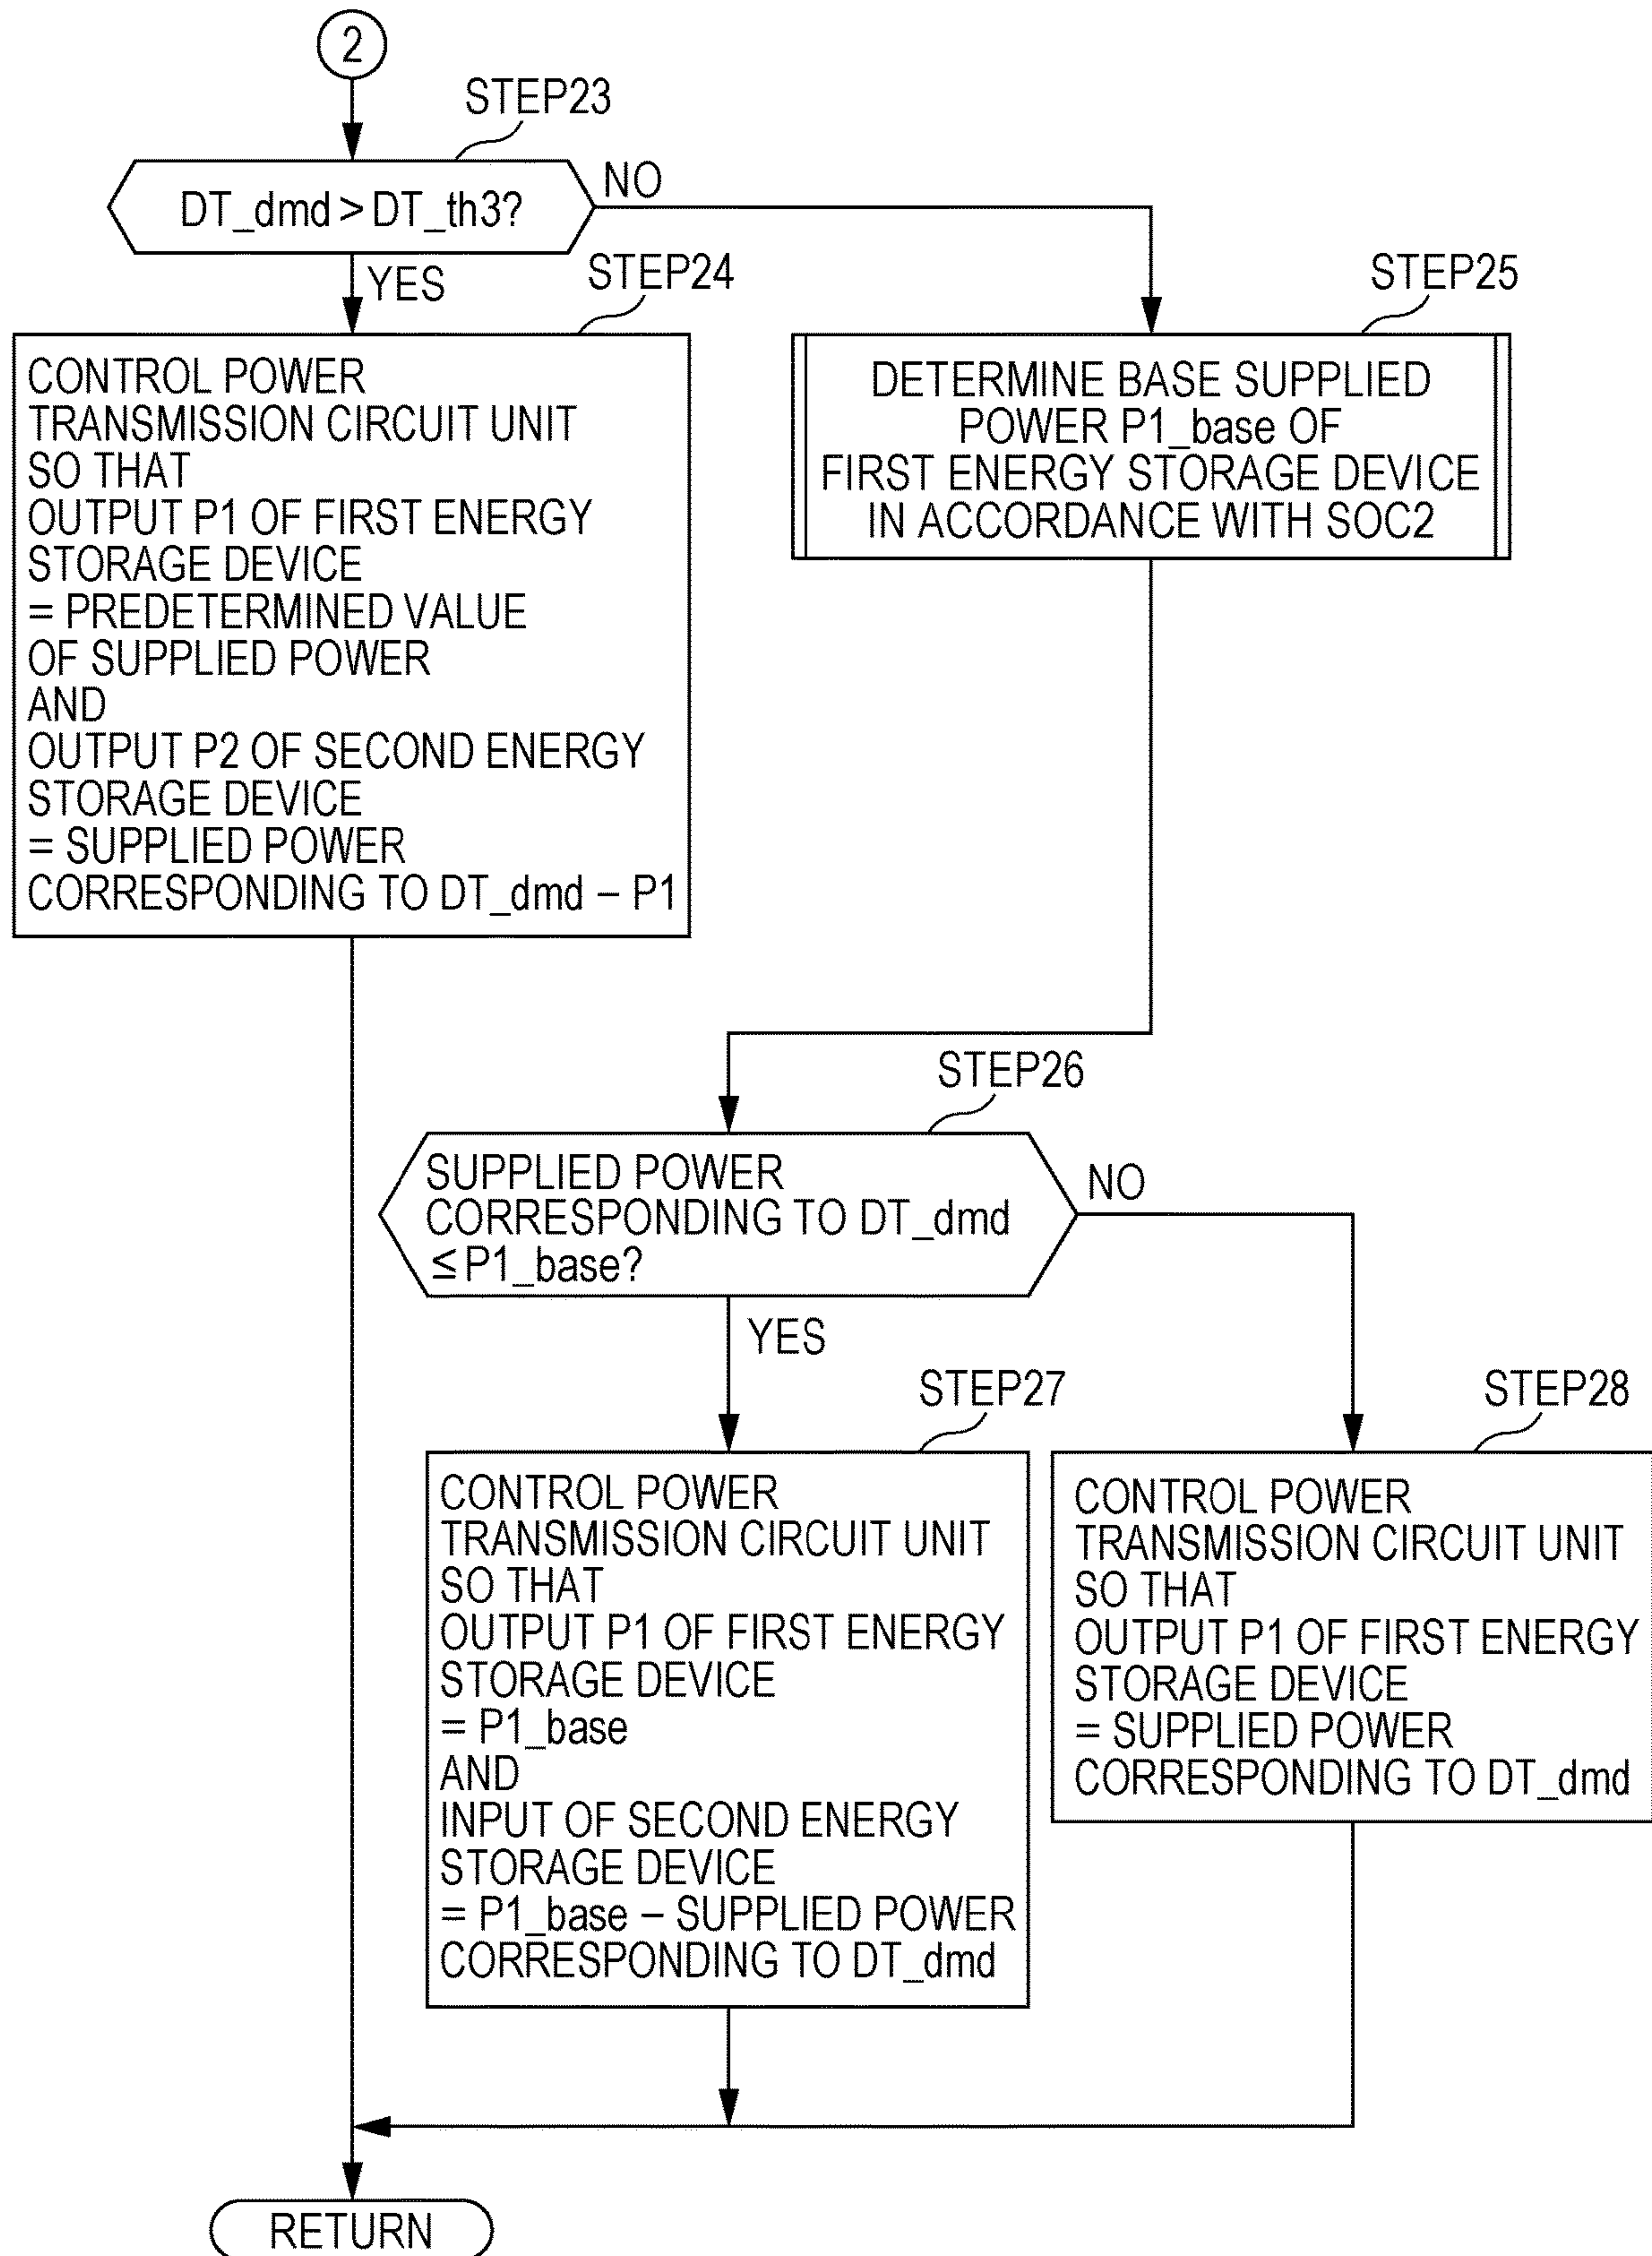 2
STEP23
DT_dmd > DT_th3?
NO
YES
STEP24
CONTROL POWER
TRANSMISSION CIRCUIT UNIT
SO THAT
OUTPUT P1 OF FIRST ENERGY
STORAGE DEVICE
= PREDETERMINED VALUE
OF SUPPLIED POWER
AND
OUTPUT P2 OF SECOND ENERGY
STORAGE DEVICE
= SUPPLIED POWER
CORRESPONDING TO DT_dmd – P1
STEP25
DETERMINE BASE SUPPLIED
POWER P1_base OF
FIRST ENERGY STORAGE DEVICE
IN ACCORDANCE WITH SOC2
STEP26
SUPPLIED POWER
CORRESPONDING TO DT_dmd
≤ P1_base?
NO
YES
STEP27
CONTROL POWER
TRANSMISSION CIRCUIT UNIT
SO THAT
OUTPUT P1 OF FIRST ENERGY
STORAGE DEVICE
= P1_base
AND
INPUT OF SECOND ENERGY
STORAGE DEVICE
= P1_base – SUPPLIED POWER
CORRESPONDING TO DT_dmd
STEP28
CONTROL POWER
TRANSMISSION CIRCUIT UNIT
SO THAT
OUTPUT P1 OF FIRST ENERGY
STORAGE DEVICE
= SUPPLIED POWER
CORRESPONDING TO DT_dmd
RETURN